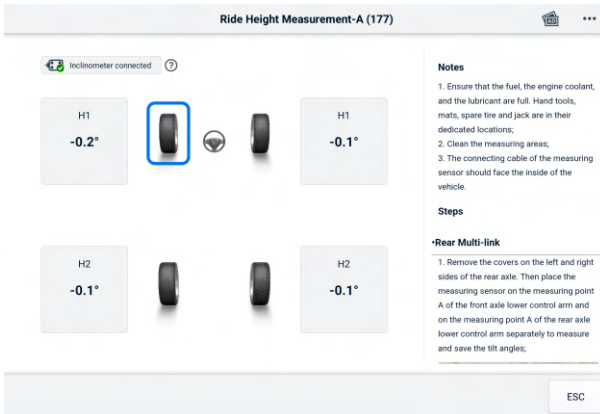 Ride Height Measurement-A (177)
Inclinometer connected
H1
-0.2°
H1
-0.1°
H2
-0.1°
H2
-0.1°
Notes
1. Ensure that the fuel, the engine coolant,
and the lubricant are full. Hand tools,
mats, spare tire and jack are in their
dedicated locations;
2. Clean the measuring areas;
3. The connecting cable of the measuring
sensor should face the inside of the
vehicle.
Steps
•Rear Multi-link
1. Remove the covers on the left and right
sides of the rear axle. Then place the
measuring sensor on the measuring point
A of the front axle lower control arm and
on the measuring point A of the rear axle
lower control arm separately to measure
and save the tilt angles;
ESC